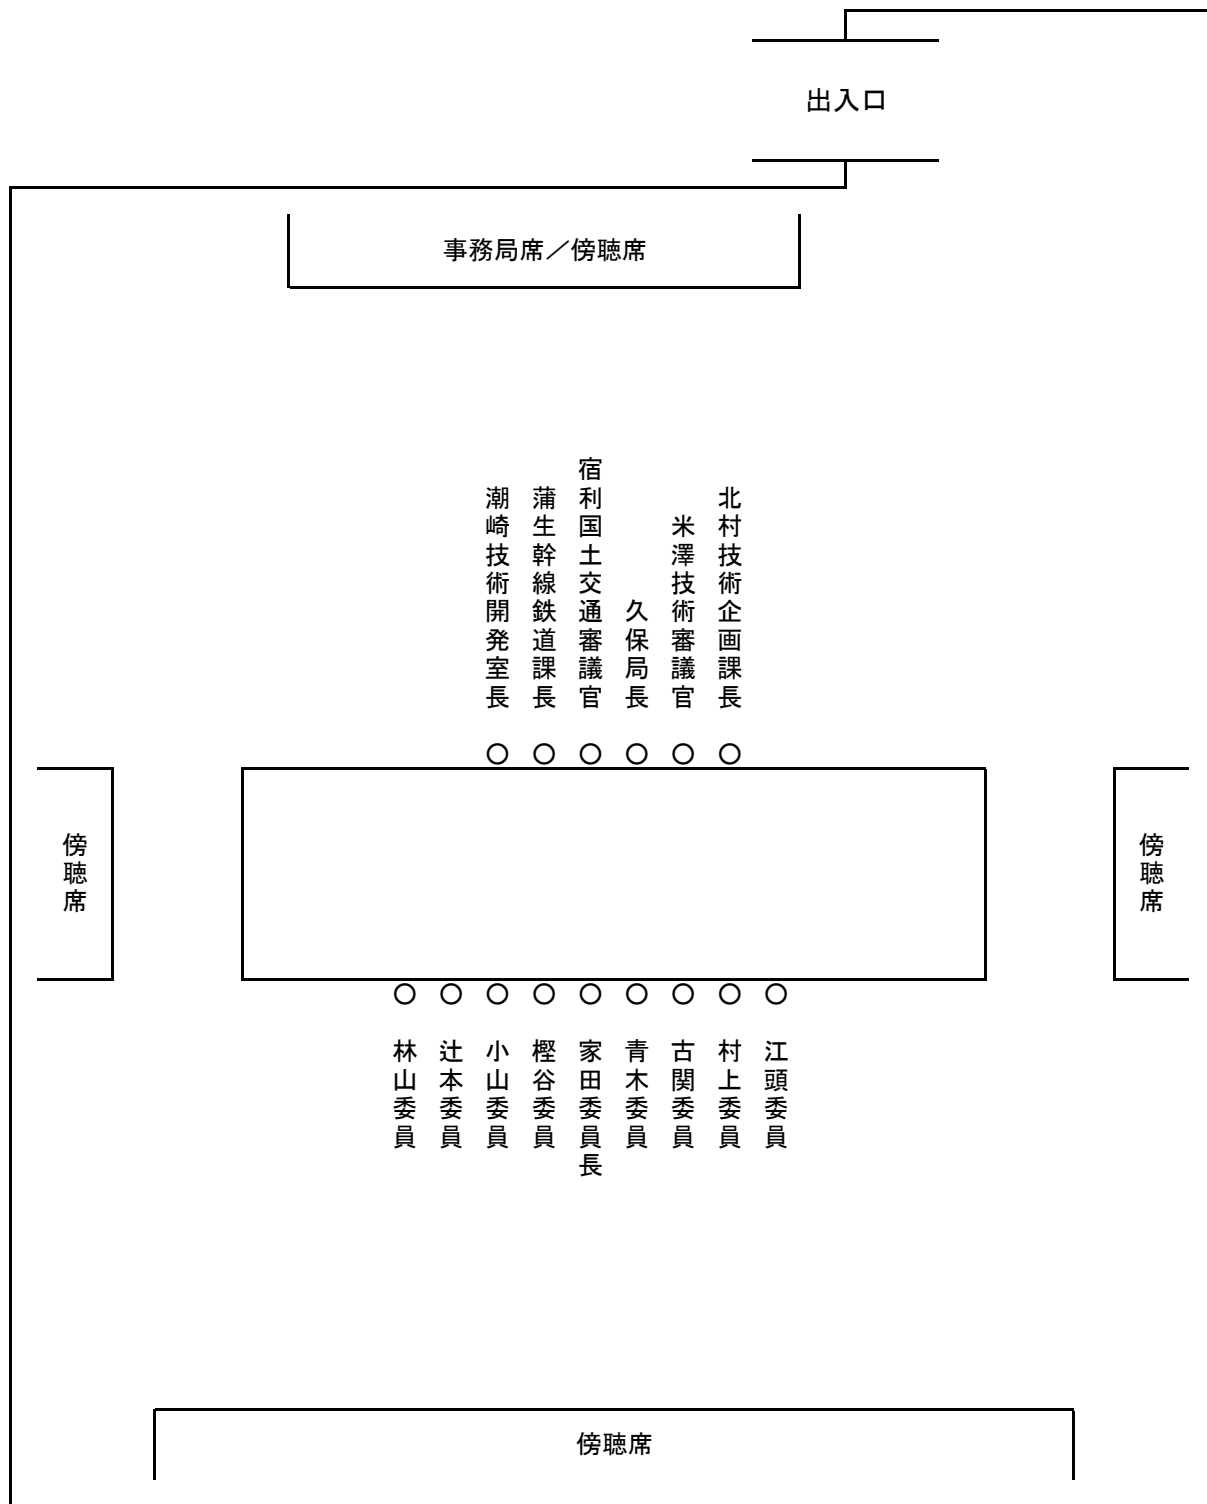 出入口
事務局席／傍聴席
潮崎技術開発室長
蒲生幹線鉄道課長
宿利国土交通審議官
久保局長
米澤技術審議官
北村技術企画課長
○ ○ ○ ○ ○ ○
傍聴席
傍聴席
○ ○ ○ ○ ○ ○ ○ ○ ○
林山委員
辻本委員
小山委員
樫谷委員
家田委員長
青木委員
古関委員
村上委員
江頭委員
傍聴席